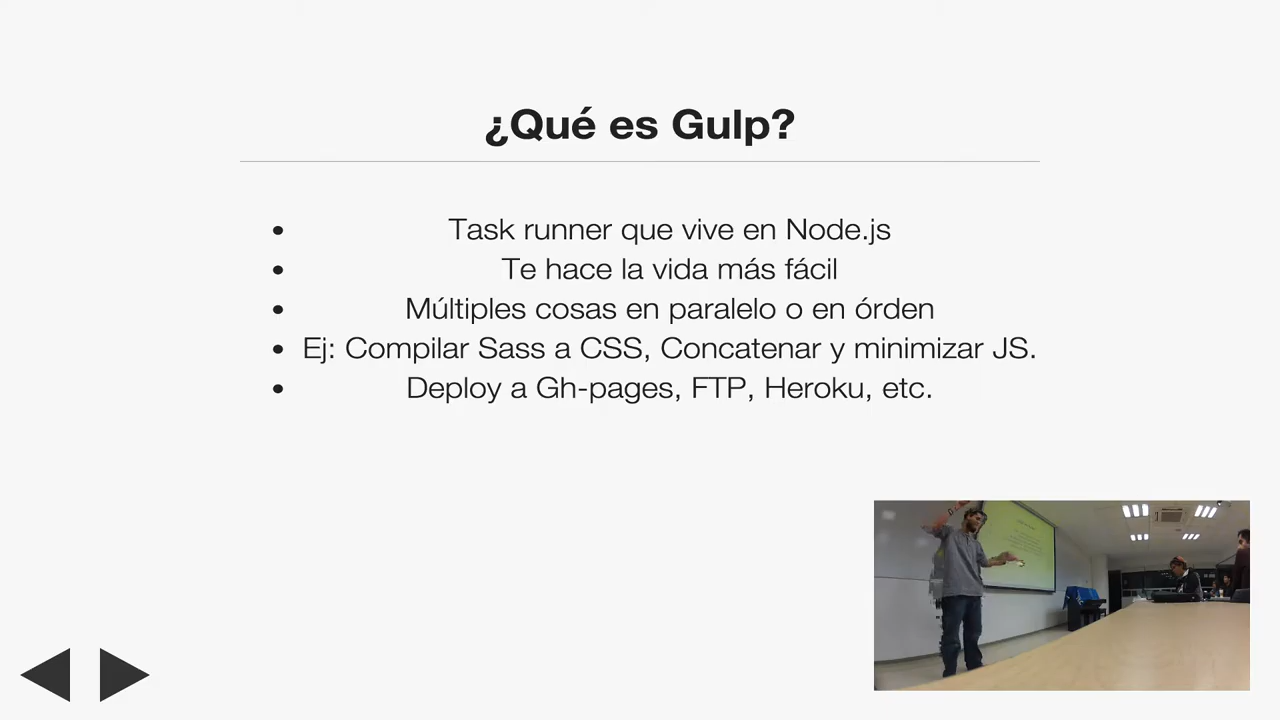 ¿Qué es Gulp?
Task runner que vive en Node.js
Te hace la vida más fácil
Múltiples cosas en paralelo o en órden
Ej: Compilar Sass a CSS, Concatenar y minimizar JS.
Deploy a Gh-pages, FTP, Heroku, etc.